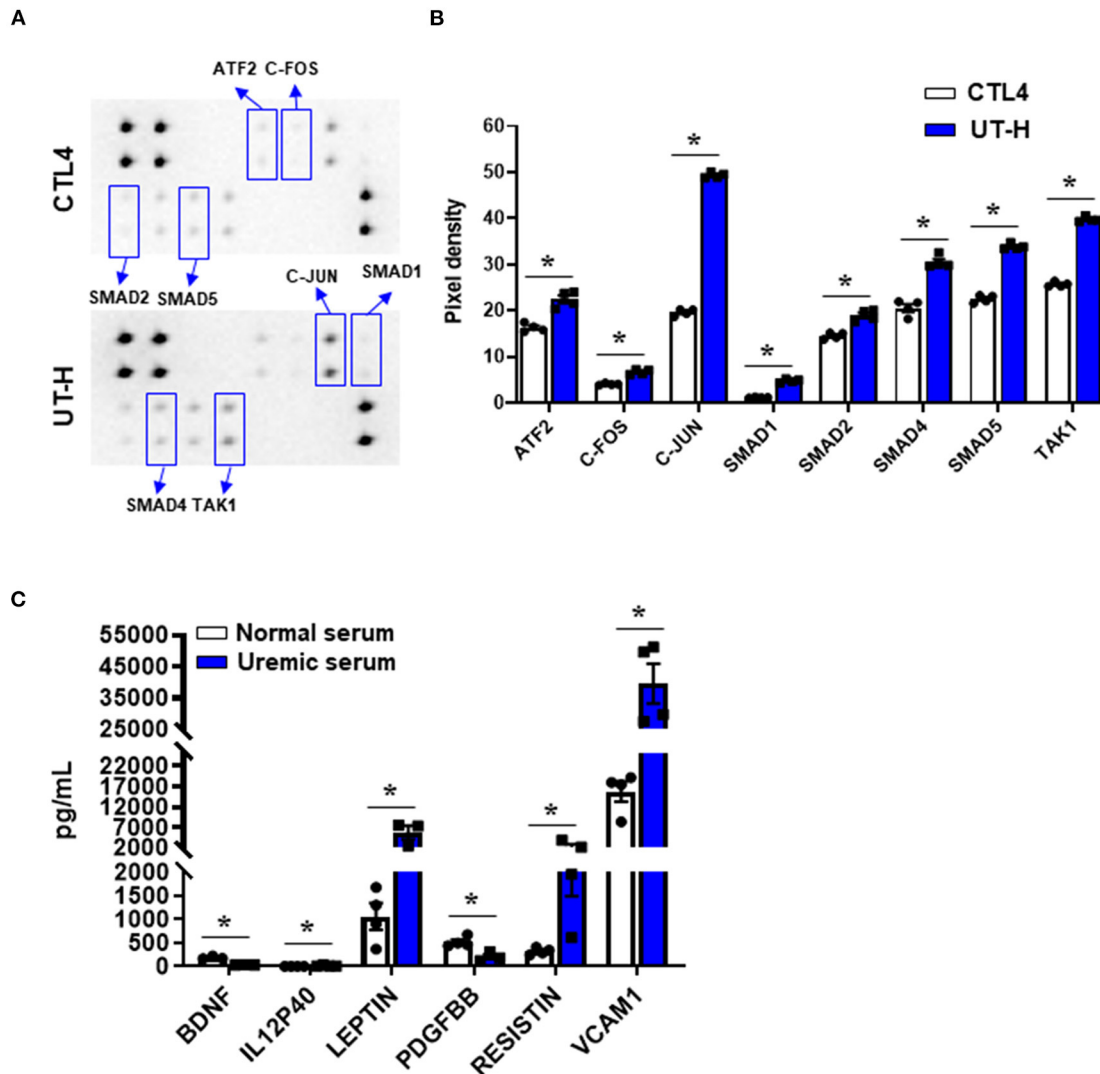 A
ATF2 C-FOS
CTL4
SMAD2 SMAD5
C-JUN
SMAD1
UT-H
SMAD4 TAK1
B
CTL4
UT-H
Pixel density
60
50
40
30
20
10
0
*
*
*
*
*
*
*
*
ATF2
C-FOS
C-JUN
SMAD1
SMAD2
SMAD4
SMAD5
TAK1
C
Normal serum
Uremic serum
pg/mL
55000
45000
35000
25000
22000
17000
12000
7000
2000
2000
1500
1000
500
0
*
*
*
*
*
*
BDNF
IL12P40
LEPTIN
PDGFBB
RESISTIN
VCAM1